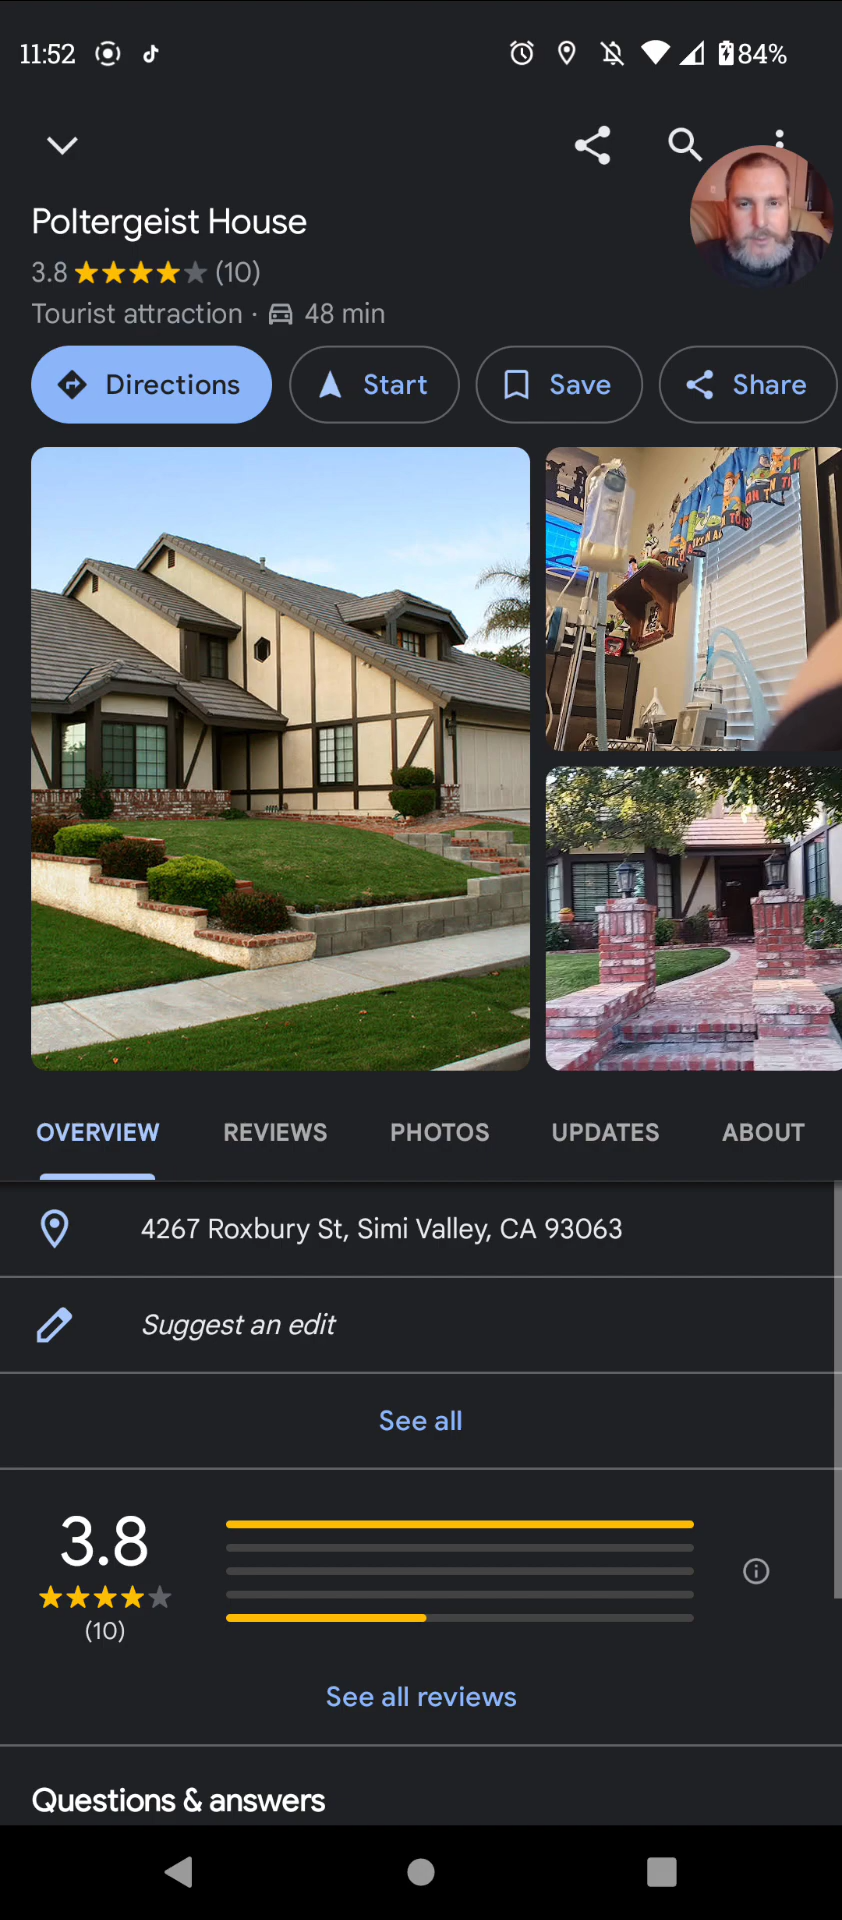 11:52
84%
Poltergeist House
3.8 (10)
Tourist attraction · 48 min
Directions
Start
Save
Share
OVERVIEW
REVIEWS
PHOTOS
UPDATES
ABOUT
4267 Roxbury St, Simi Valley, CA 93063
Suggest an edit
See all
3.8
(10)
See all reviews
Questions & answers